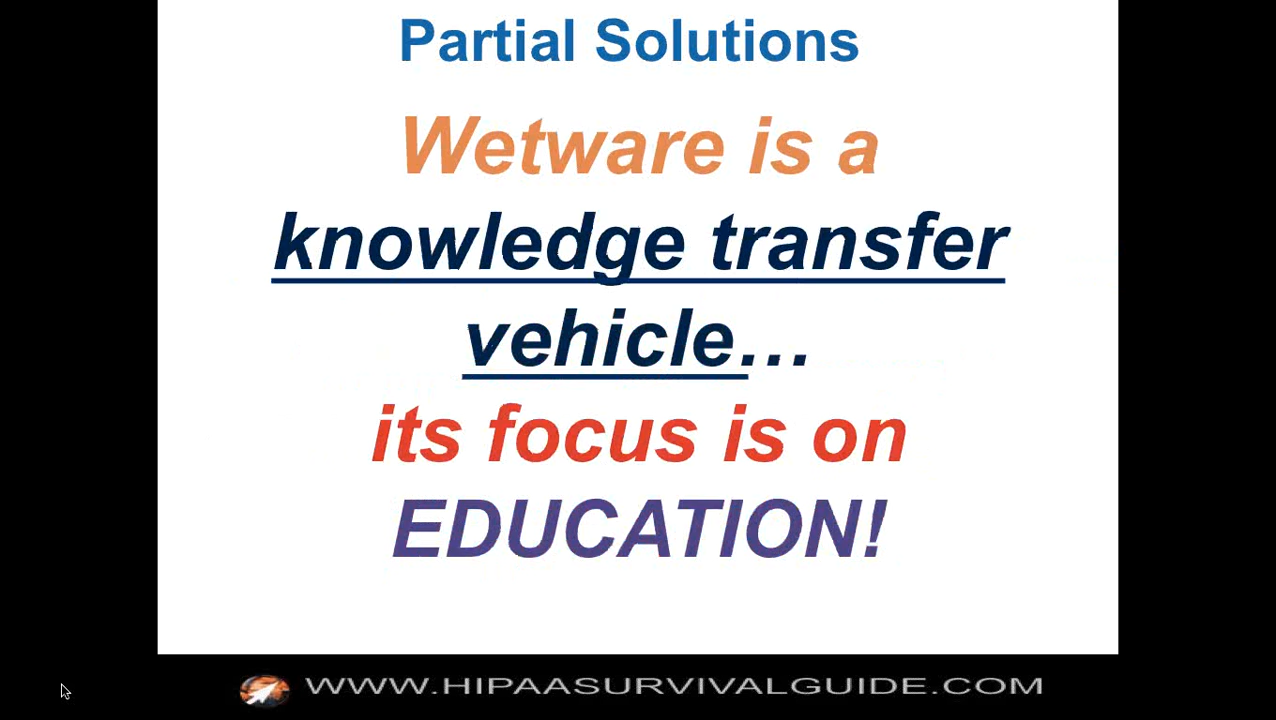 Partial Solutions
Wetware is a
knowledge transfer
vehicle...
its focus is on
EDUCATION!
WWW.HIPAASURVIVALGUIDE.COM